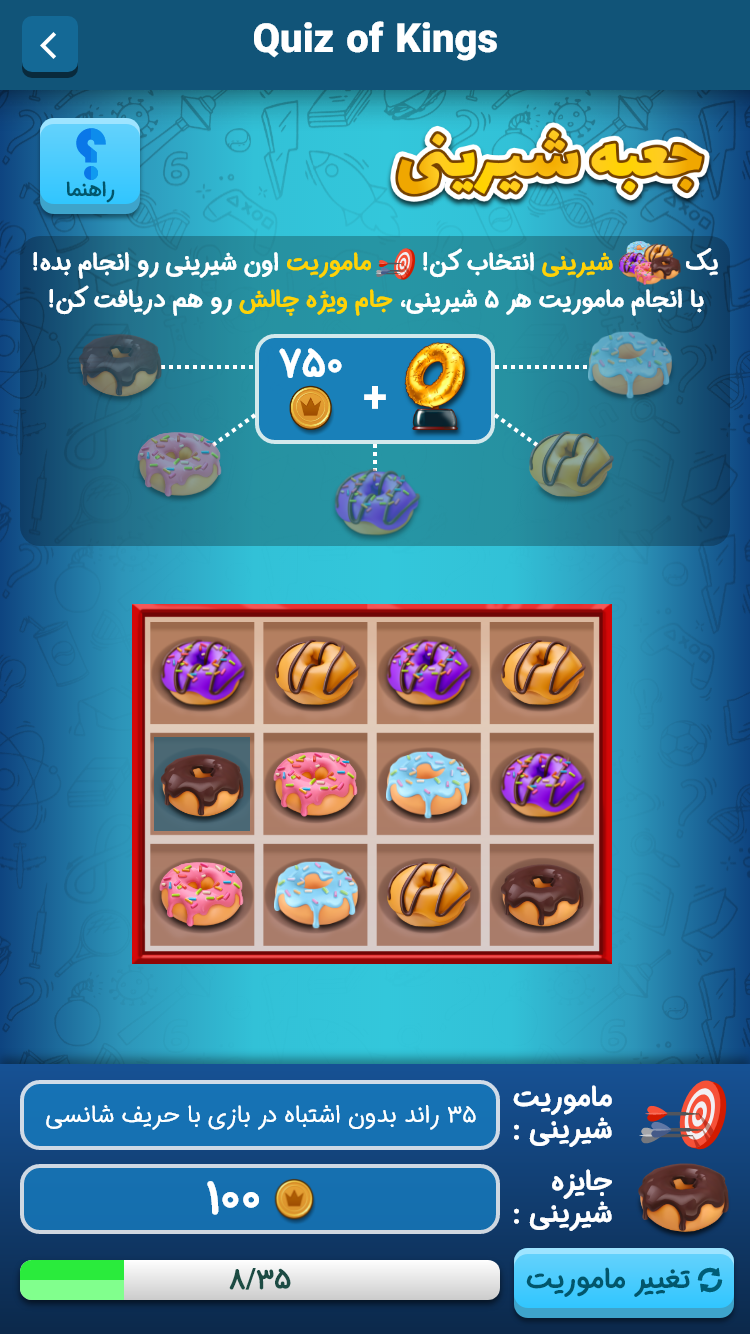 Quiz of Kings
جعبه شیرینی
راهنما
یک شیرینی انتخاب کن! ماموریت اون شیرینی رو انجام بده!
با انجام ماموریت هر ۵ شیرینی، جام ویژه چالش رو هم دریافت کن!
۷۵۰ +
ماموریت شیرینی :
۳۵ راند بدون اشتباه در بازی با حریف شانسی
جایزه شیرینی :
۱۰۰
تغییر ماموریت
۸/۳۵